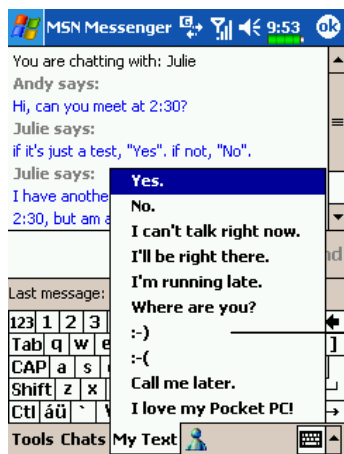 MSN Messenger 9:53 ok
You are chatting with: Julie
Andy says:
Hi, can you meet at 2:30?
Julie says:
if it's just a test, "Yes". if not, "No".
Julie says:
I have anothe
2:30, but am a
nd
Last message:
Yes.
No.
I can't talk right now.
I'll be right there.
I'm running late.
Where are you?
:-)
:-(
Call me later.
I love my Pocket PC!
123 1 2 3
Tab q w e ]
CAP a s
Shift z x
Ctl áü ` \
Tools Chats My Text